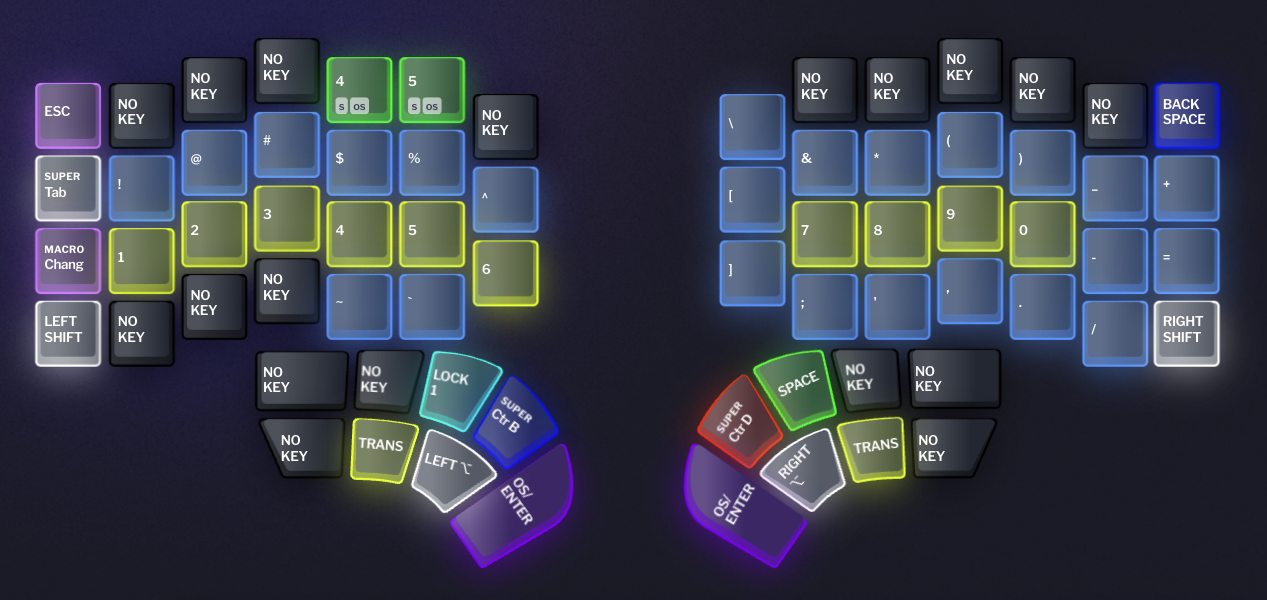 ESC
NO
KEY
NO
KEY
NO
KEY
4
s os
5
s os
NO
KEY
SUPER
Tab
!
@
#
$
%
^
MACRO
Chang
1
2
3
4
5
6
LEFT
SHIFT
NO
KEY
NO
KEY
NO
KEY
~
`
NO
KEY
NO
KEY
LOCK
1
SUPER
Ctr B
NO
KEY
TRANS
LEFT ⌥
OS/
ENTER
\
NO
KEY
NO
KEY
NO
KEY
NO
KEY
NO
KEY
BACK
SPACE
[
&
*
(
)
_
+
]
7
8
9
0
-
=
;
'
,
.
/
RIGHT
SHIFT
SUPER
Ctr D
SPACE
NO
KEY
NO
KEY
OS/
ENTER
RIGHT
⌥
TRANS
NO
KEY